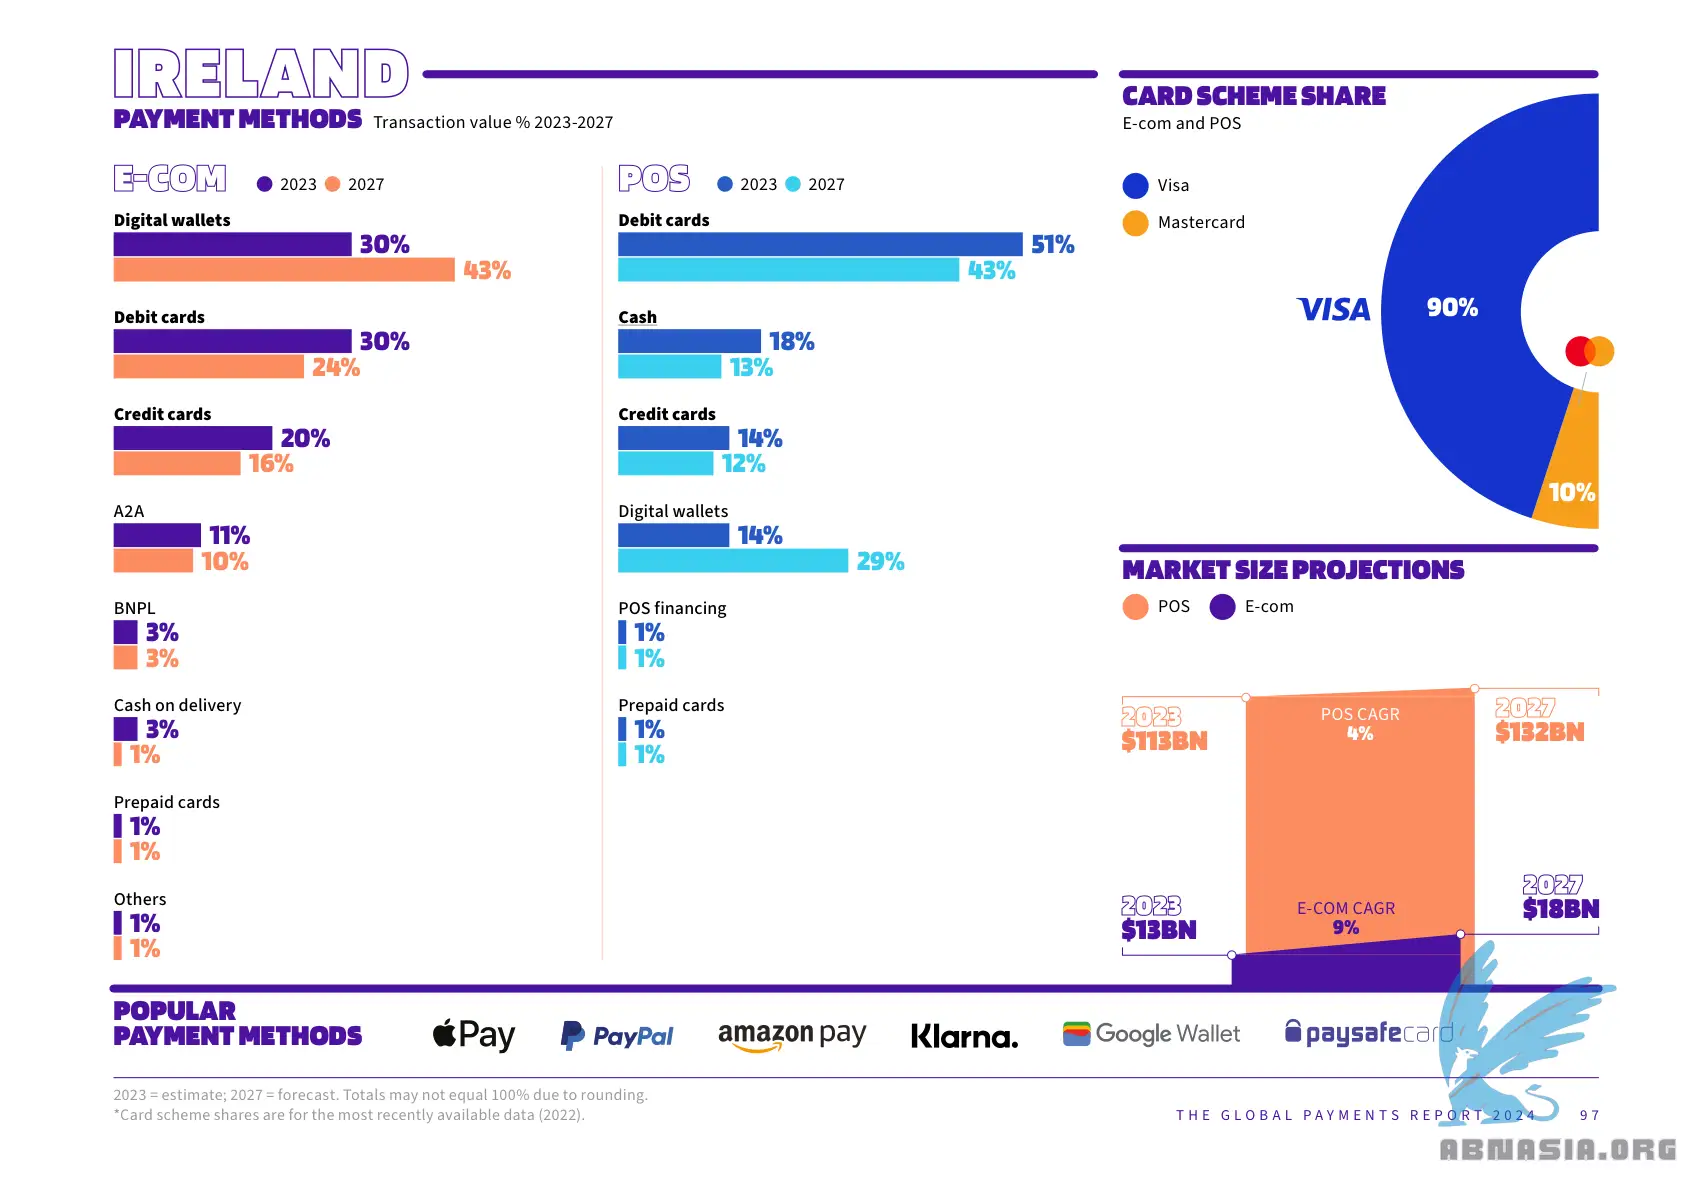 IRELAND
PAYMENT METHODS Transaction value % 2023-2027
E-COM 2023 2027
Digital wallets
30%
43%
Debit cards
30%
24%
Credit cards
20%
16%
A2A
11%
10%
BNPL
3%
3%
Cash on delivery
3%
1%
Prepaid cards
1%
1%
Others
1%
1%
POS 2023 2027
Debit cards
51%
43%
Cash
18%
13%
Credit cards
14%
12%
Digital wallets
14%
29%
POS financing
1%
1%
Prepaid cards
1%
1%
CARD SCHEME SHARE
E-com and POS
Visa
Mastercard
VISA
90%
10%
MARKET SIZE PROJECTIONS
POS E-com
2023
$113BN
POS CAGR
4%
2027
$132BN
2023
$13BN
E-COM CAGR
9%
2027
$18BN
POPULAR
PAYMENT METHODS
Pay
PayPal
amazon pay
Klarna.
Google Wallet
paysafecard
2023 = estimate; 2027 = forecast. Totals may not equal 100% due to rounding.
*Card scheme shares are for the most recently available data (2022).
THE GLOBAL PAYMENTS REPORT 2024 97
ABNASIA.ORG